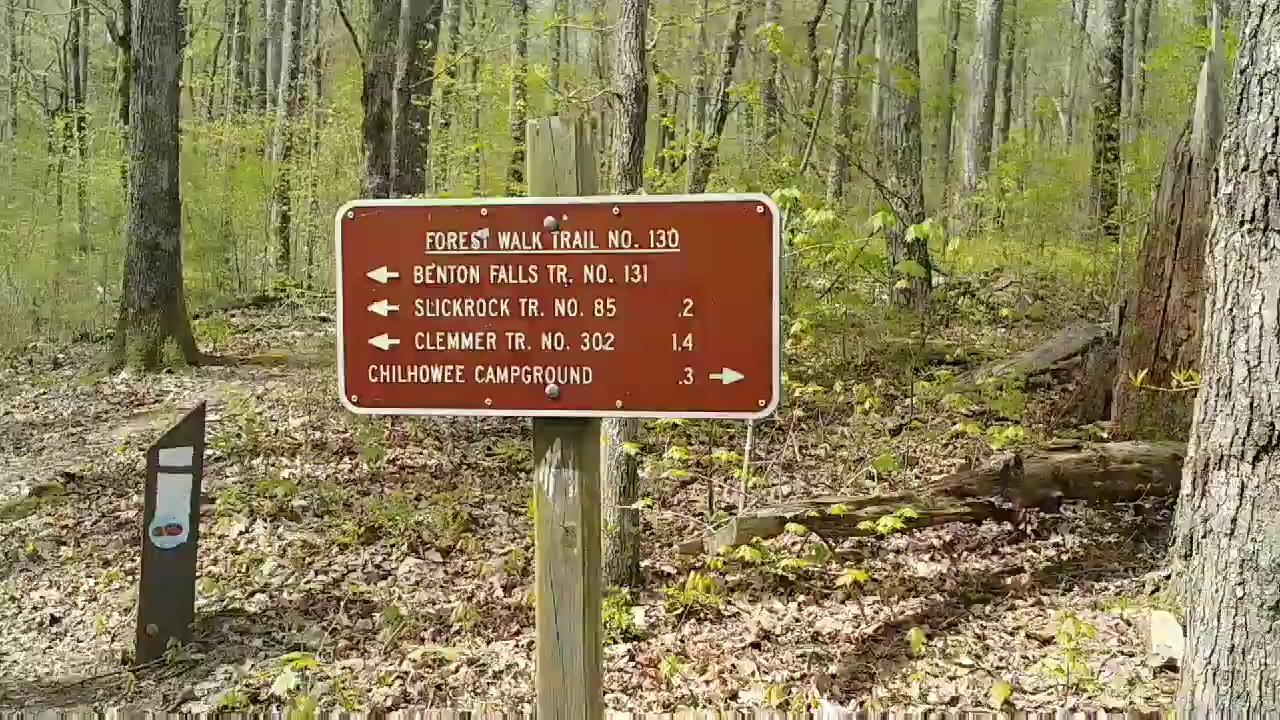 FOREST WALK TRAIL NO. 130
BENTON FALLS TR. NO. 131
SLICKROCK TR. NO. 85 .2
CLEMMER TR. NO. 302 1.4
CHILHOWEE CAMPGROUND .3